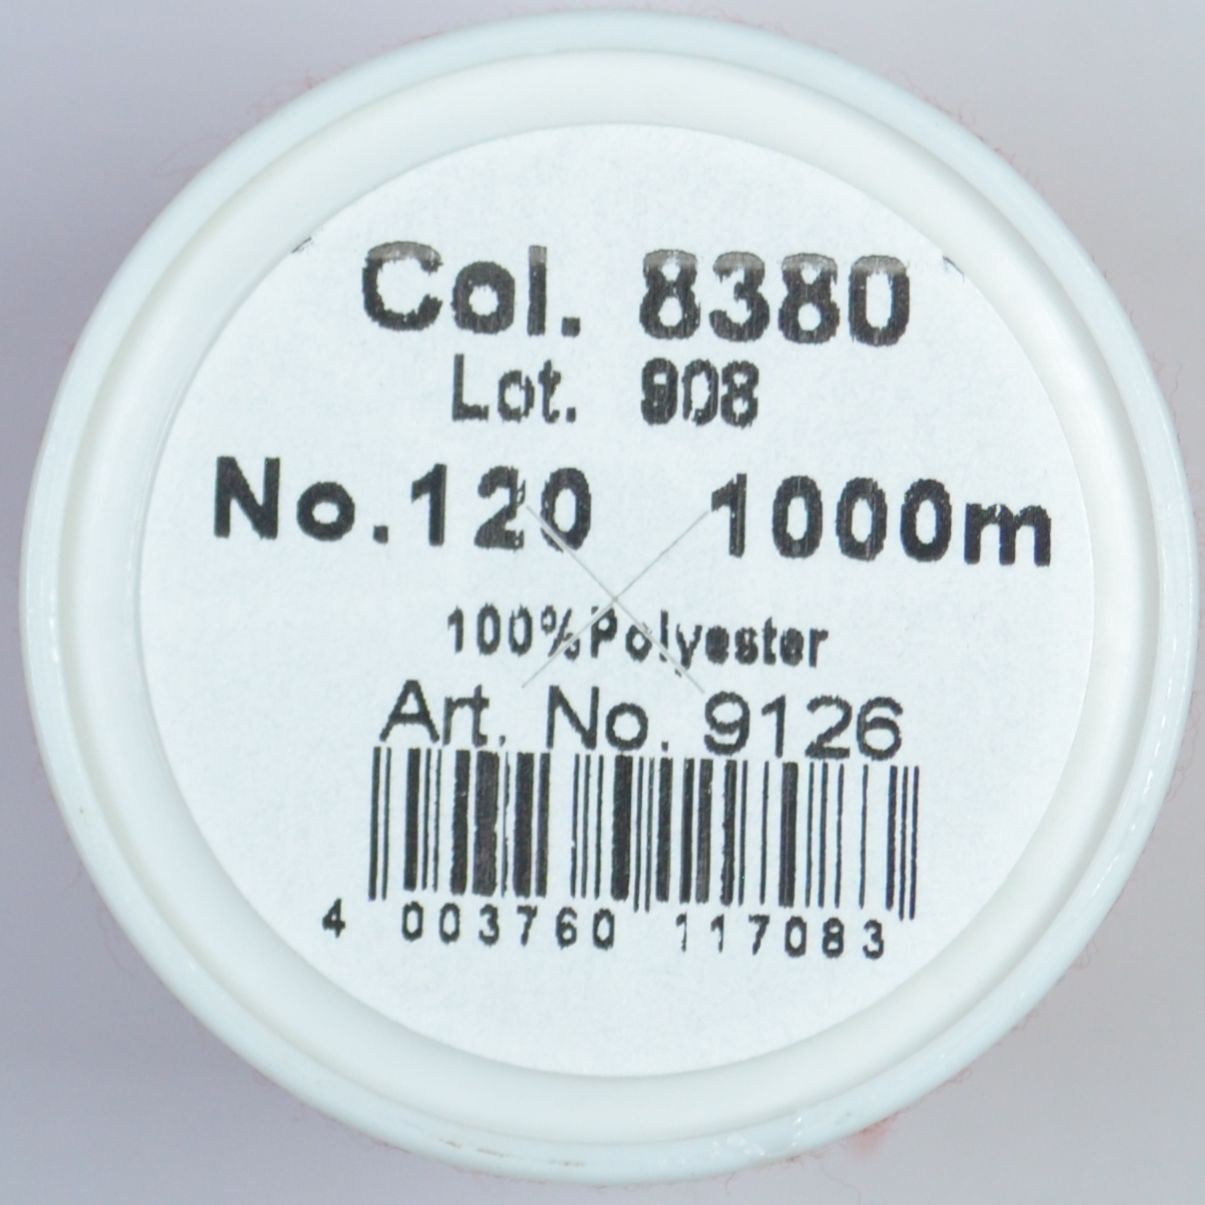 Col. 8380
Lot. 908
No.120 1000m
100%Polyester
Art. No. 9126
4 003760 117083